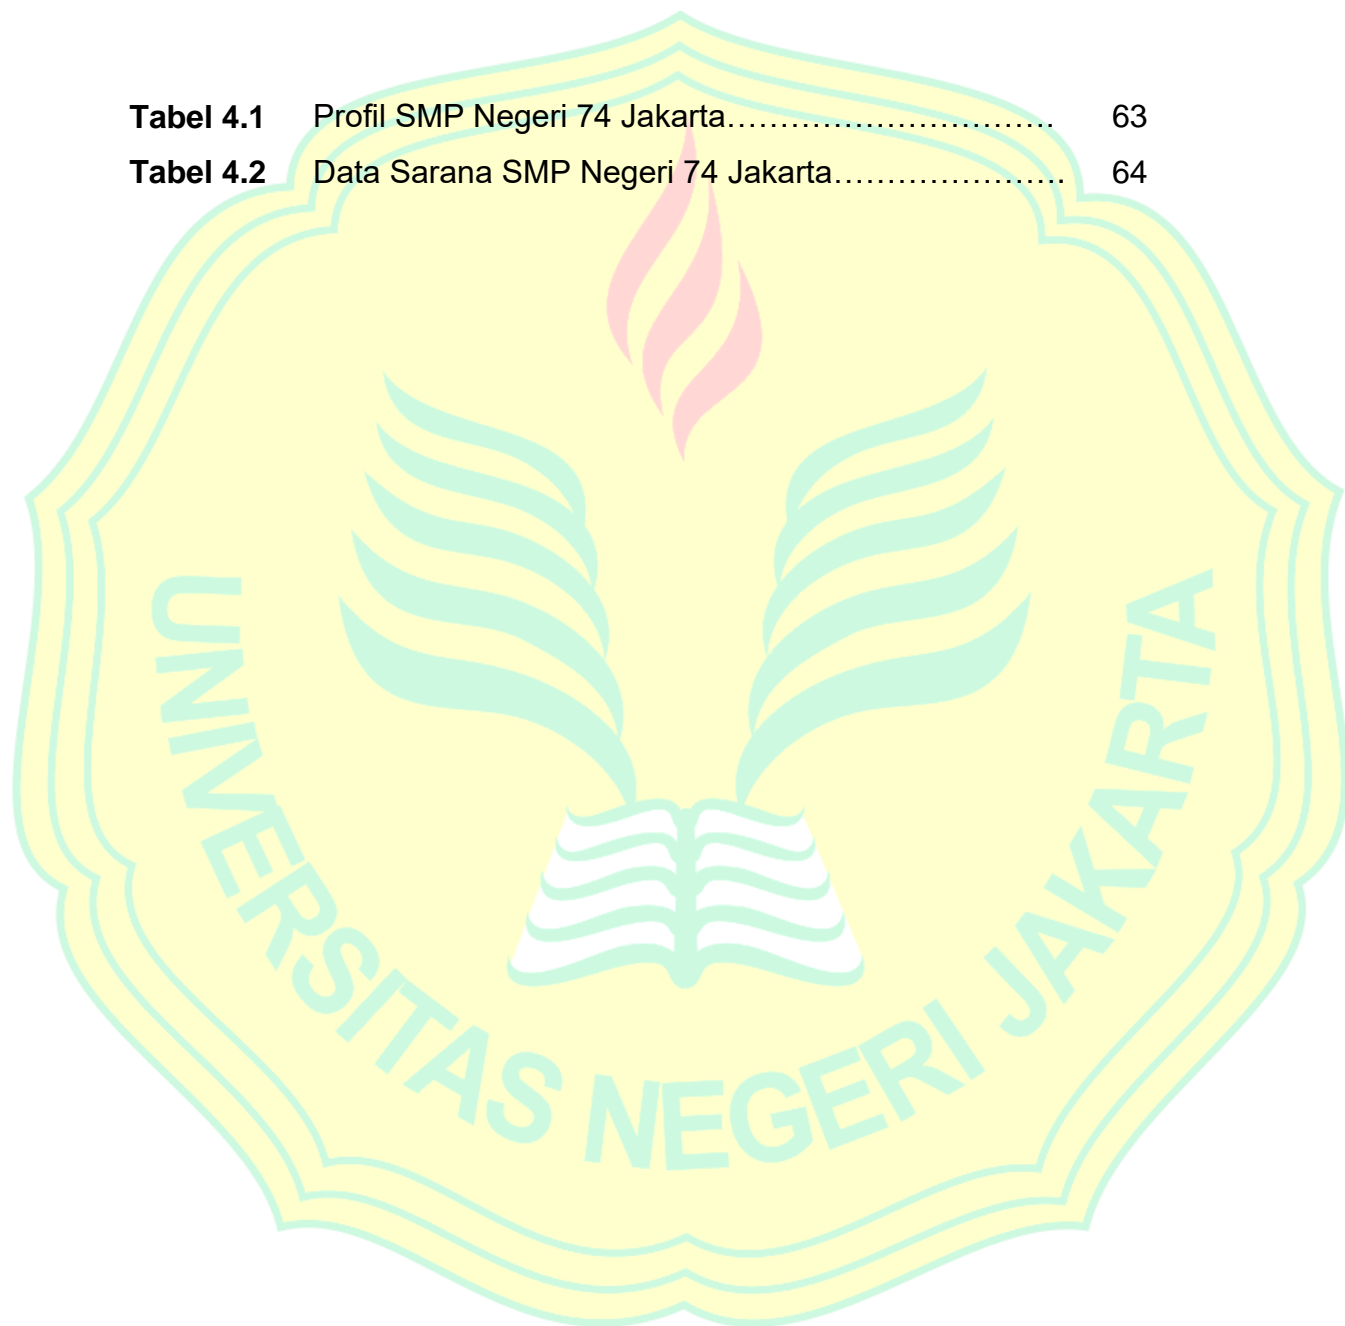 Tabel 4.1 Profil SMP Negeri 74 Jakarta…………………………. 63
Tabel 4.2 Data Sarana SMP Negeri 74 Jakarta…………………. 64
UNIVERSITAS NEGERI JAKARTA